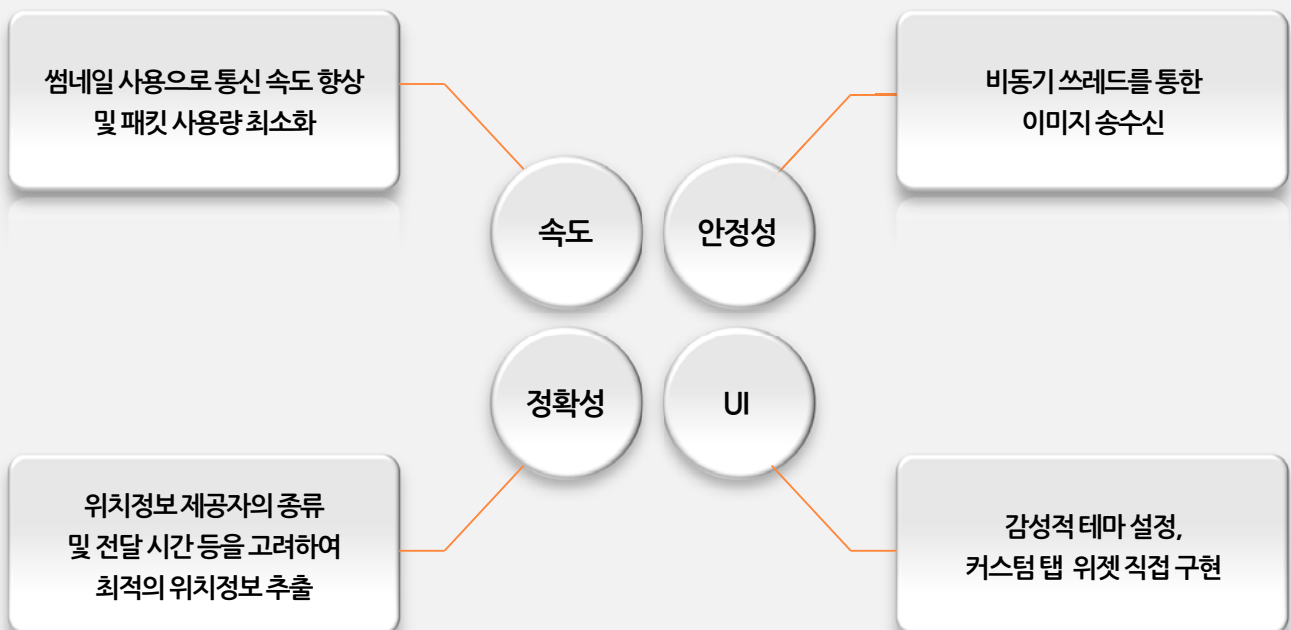 썸네일 사용으로 통신 속도 향상
및 패킷 사용량 최소화
비동기 쓰레드를 통한
이미지 송수신
속도
안정성
정확성
UI
위치정보 제공자의 종류
및 전달 시간 등을 고려하여
최적의 위치정보 추출
감성적 테마 설정,
커스텀 탭 위젯 직접 구현